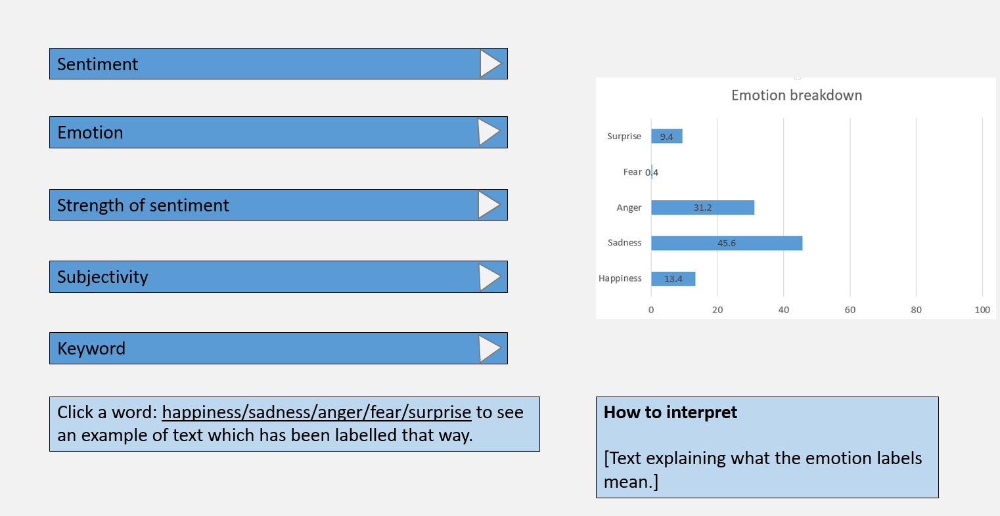 Sentiment
Emotion
Strength of sentiment
Subjectivity
Keyword
Click a word: happiness/sadness/anger/fear/surprise to see
an example of text which has been labelled that way.
Emotion breakdown
Surprise 9.4
Fear 0.4
Anger 31.2
Sadness 45.6
Happiness 13.4
0 20 40 60 80 100
How to interpret
[Text explaining what the emotion labels
mean.]